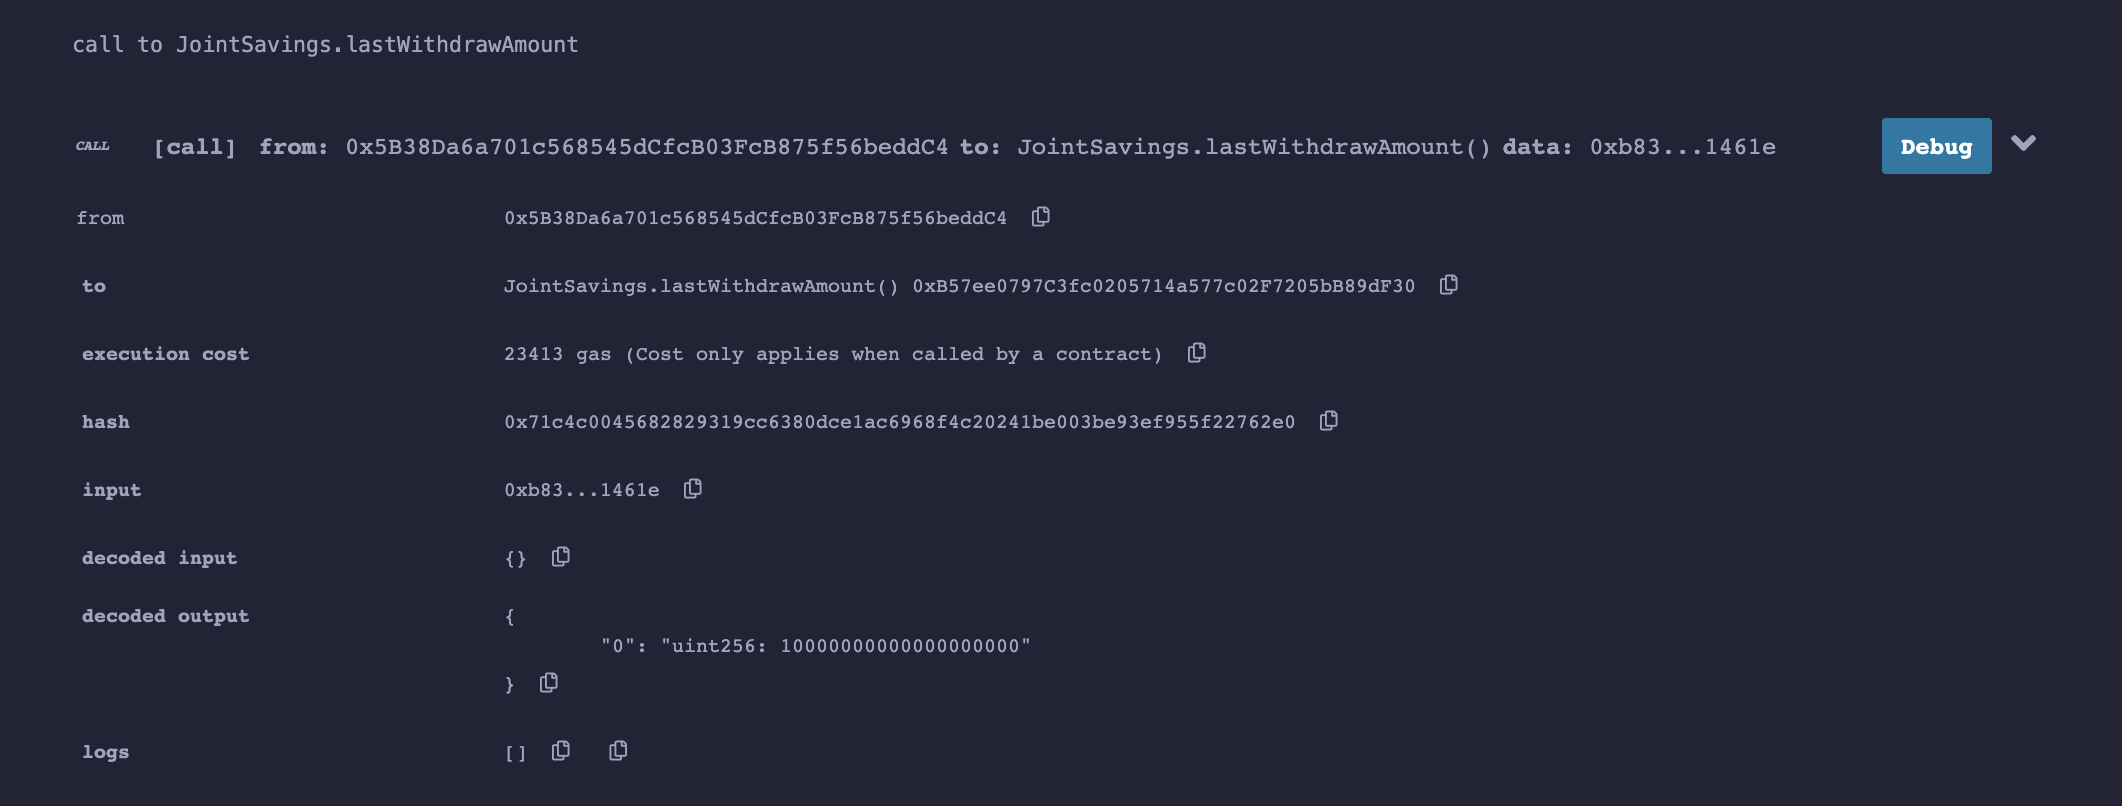 call to JointSavings.lastWithdrawAmount
CALL [call] from: 0x5B38Da6a701c568545dCfcB03FcB875f56beddC4 to: JointSavings.lastWithdrawAmount() data: 0xb83...1461e Debug
from 0x5B38Da6a701c568545dCfcB03FcB875f56beddC4
to JointSavings.lastWithdrawAmount() 0xB57ee0797C3fc0205714a577c02F7205bB89dF30
execution cost 23413 gas (Cost only applies when called by a contract)
hash 0x71c4c0045682829319cc6380dce1ac6968f4c20241be003be93ef955f22762e0
input 0xb83...1461e
decoded input {}
decoded output {
"0": "uint256: 10000000000000000000"
}
logs []